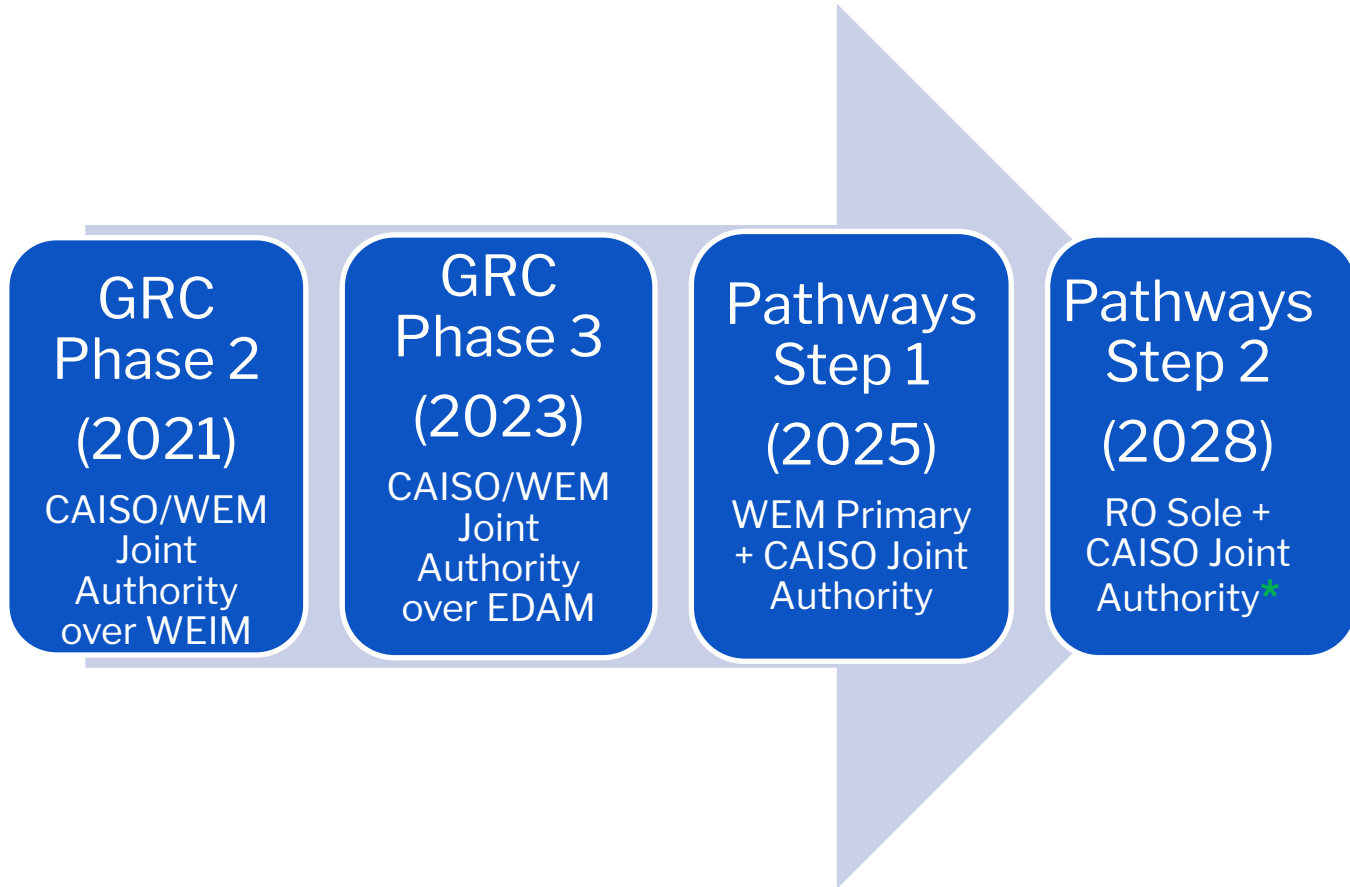 GRC
Phase 2
(2021)
CAISO/WEM
Joint
Authority
over WEIM
GRC
Phase 3
(2023)
CAISO/WEM
Joint
Authority
over EDAM
Pathways
Step 1
(2025)
WEM Primary
+ CAISO Joint
Authority
Pathways
Step 2
(2028)
RO Sole +
CAISO Joint
Authority*